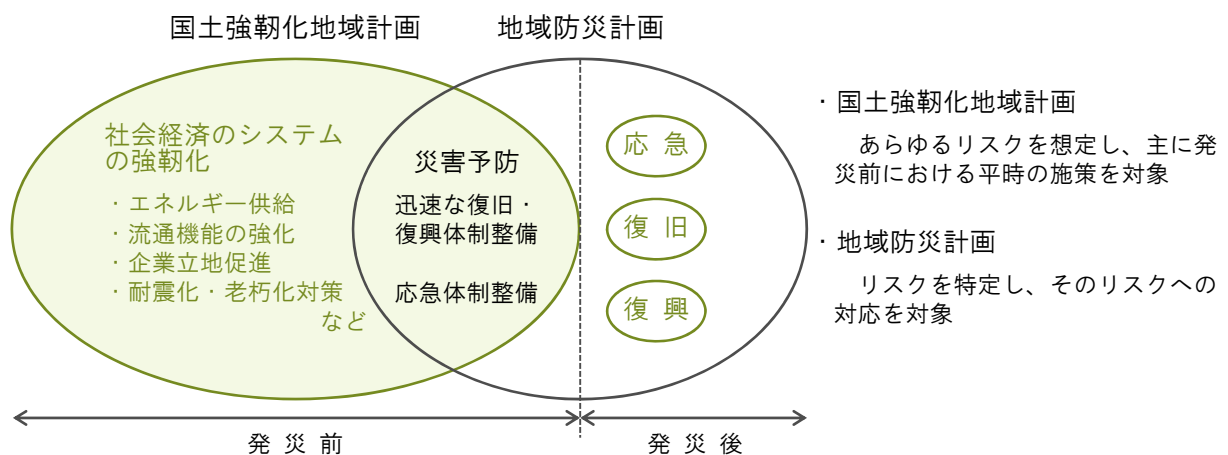 国土強靭化地域計画
地域防災計画
社会経済のシステム
の強靭化
・エネルギー供給
・流通機能の強化
・企業立地促進
・耐震化・老朽化対策
など
災害予防
迅速な復旧・
復興体制整備
応急体制整備
応 急
復 旧
復 興
・国土強靭化地域計画
あらゆるリスクを想定し、主に発
災前における平時の施策を対象
・地域防災計画
リスクを特定し、そのリスクへの
対応を対象
発 災 前
発 災 後